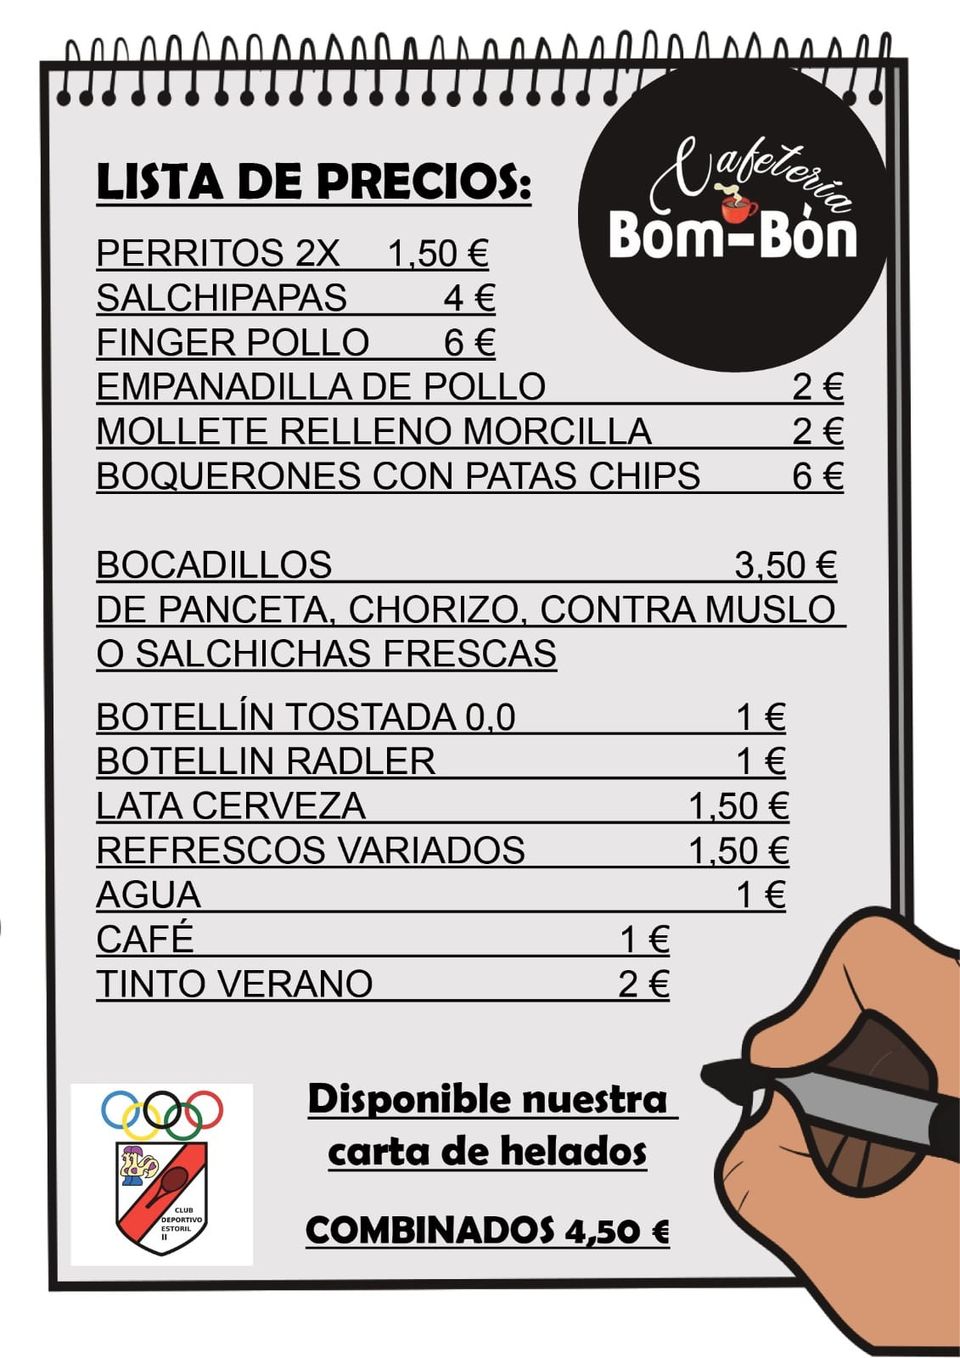 Cafetería
Bom-Bòn
LISTA DE PRECIOS:
PERRITOS 2X 1,50 €
SALCHIPAPAS 4 €
FINGER POLLO 6 €
EMPANADILLA DE POLLO 2 €
MOLLETE RELLENO MORCILLA 2 €
BOQUERONES CON PATAS CHIPS 6 €
BOCADILLOS 3,50 €
DE PANCETA, CHORIZO, CONTRA MUSLO
O SALCHICHAS FRESCAS
BOTELLÍN TOSTADA 0,0 1 €
BOTELLIN RADLER 1 €
LATA CERVEZA 1,50 €
REFRESCOS VARIADOS 1,50 €
AGUA 1 €
CAFÉ 1 €
TINTO VERANO 2 €
Disponible nuestra
carta de helados
COMBINADOS 4,50 €
CLUB
DEPORTIVO
ESTORIL
II